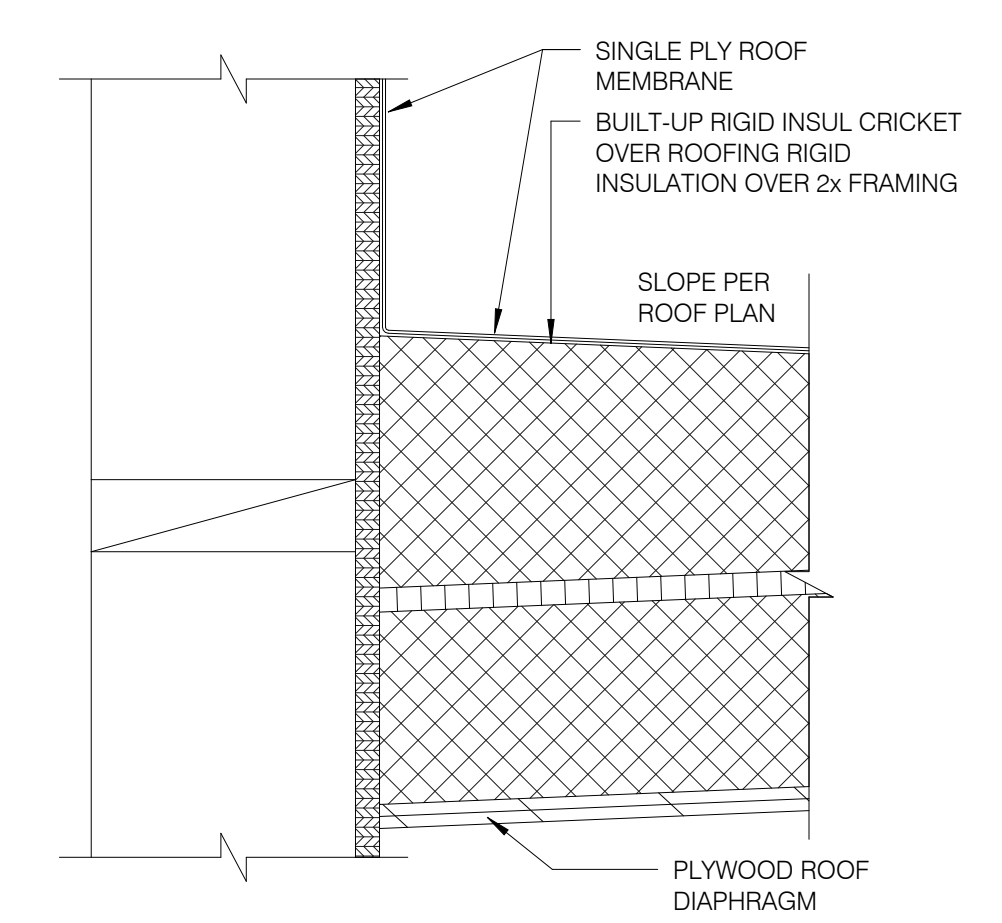 SINGLE PLY ROOF
MEMBRANE
BUILT-UP RIGID INSUL CRICKET
OVER ROOFING RIGID
INSULATION OVER 2x FRAMING
SLOPE PER
ROOF PLAN
PLYWOOD ROOF
DIAPHRAGM